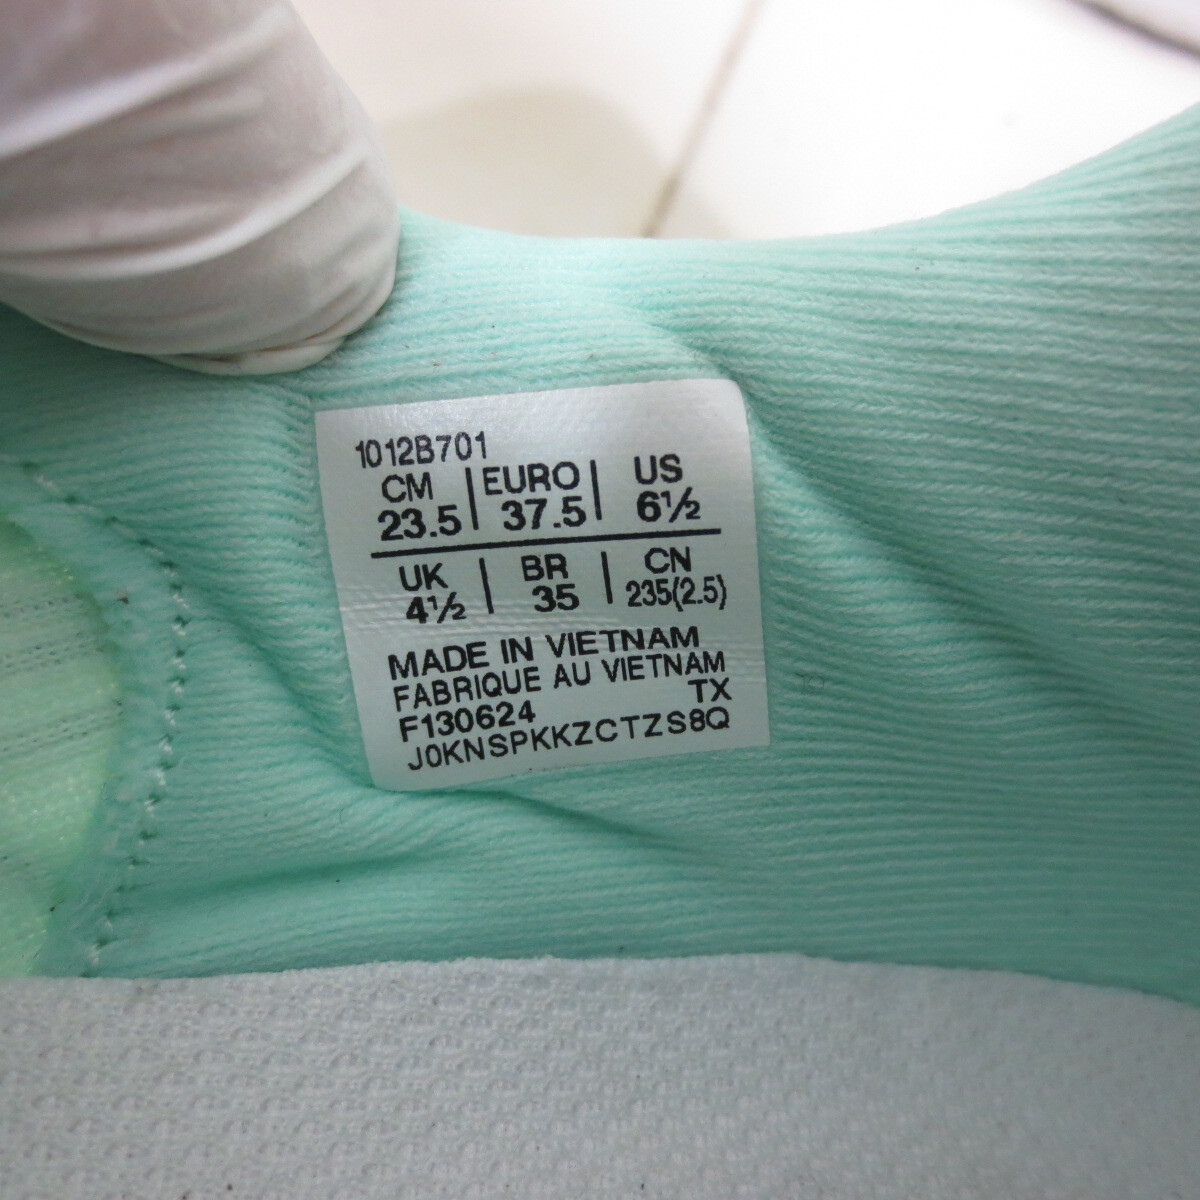 1012B701
CM | EURO | US
23.5 | 37.5 | 6½
UK | BR | CN
4½ | 35 | 235(2.5)
MADE IN VIETNAM
FABRIQUE AU VIETNAM
F130624 TX
J0KNSPKKZCTZS8Q